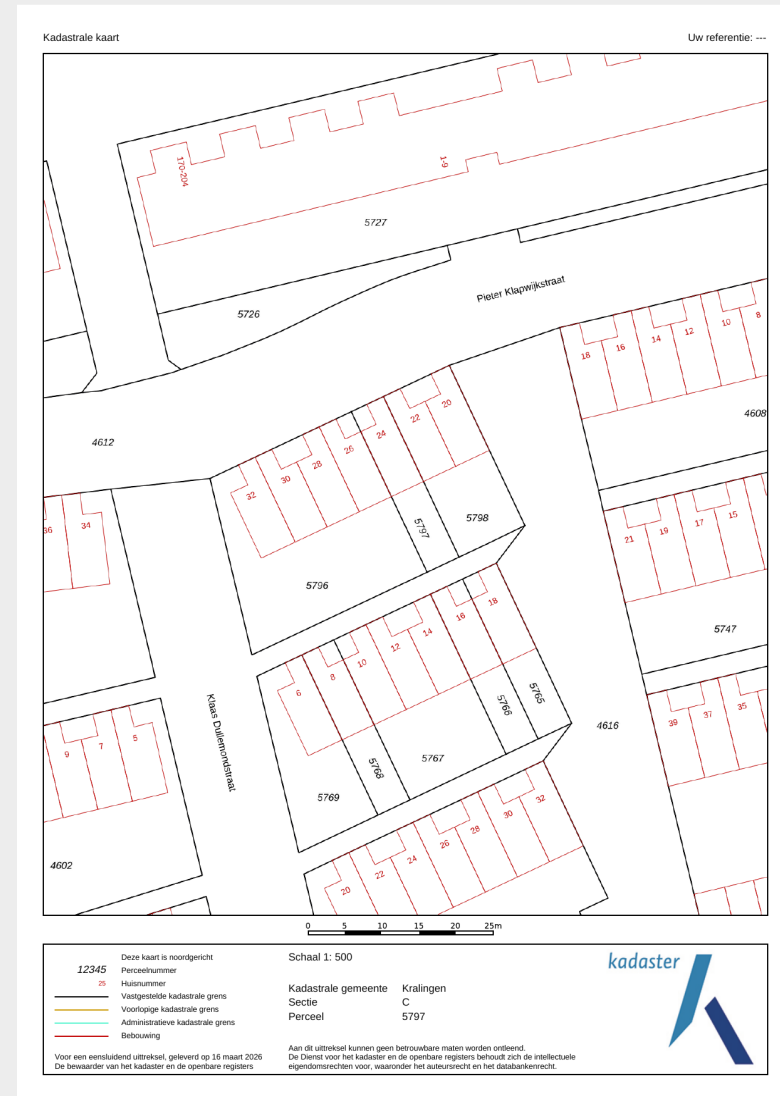 Kadastrale kaart
Uw referentie: ---
170-204
1-9
5727
5726
Pieter Klapwijkstraat
18
16
14
12
10
8
4608
4612
20
22
24
26
28
30
32
36
34
5797
5798
5796
21
19
17
15
5747
6
8
10
12
14
16
18
5766
5765
5768
5767
5769
4616
39
37
35
Klaas Dullemondstraat
9
7
5
4602
20
22
24
26
28
30
32
0 5 10 15 20 25m
Deze kaart is noordgericht
12345 Perceelnummer
25 Huisnummer
Vastgestelde kadastrale grens
Voorlopige kadastrale grens
Administratieve kadastrale grens
Bebouwing
Voor een eensluidend uittreksel, geleverd op 16 maart 2026
De bewaarder van het kadaster en de openbare registers
Schaal 1: 500
Kadastrale gemeente Kralingen
Sectie C
Perceel 5797
Aan dit uittreksel kunnen geen betrouwbare maten worden ontleend.
De Dienst voor het kadaster en de openbare registers behoudt zich de intellectuele
eigendomsrechten voor, waaronder het auteursrecht en het databankenrecht.
kadaster